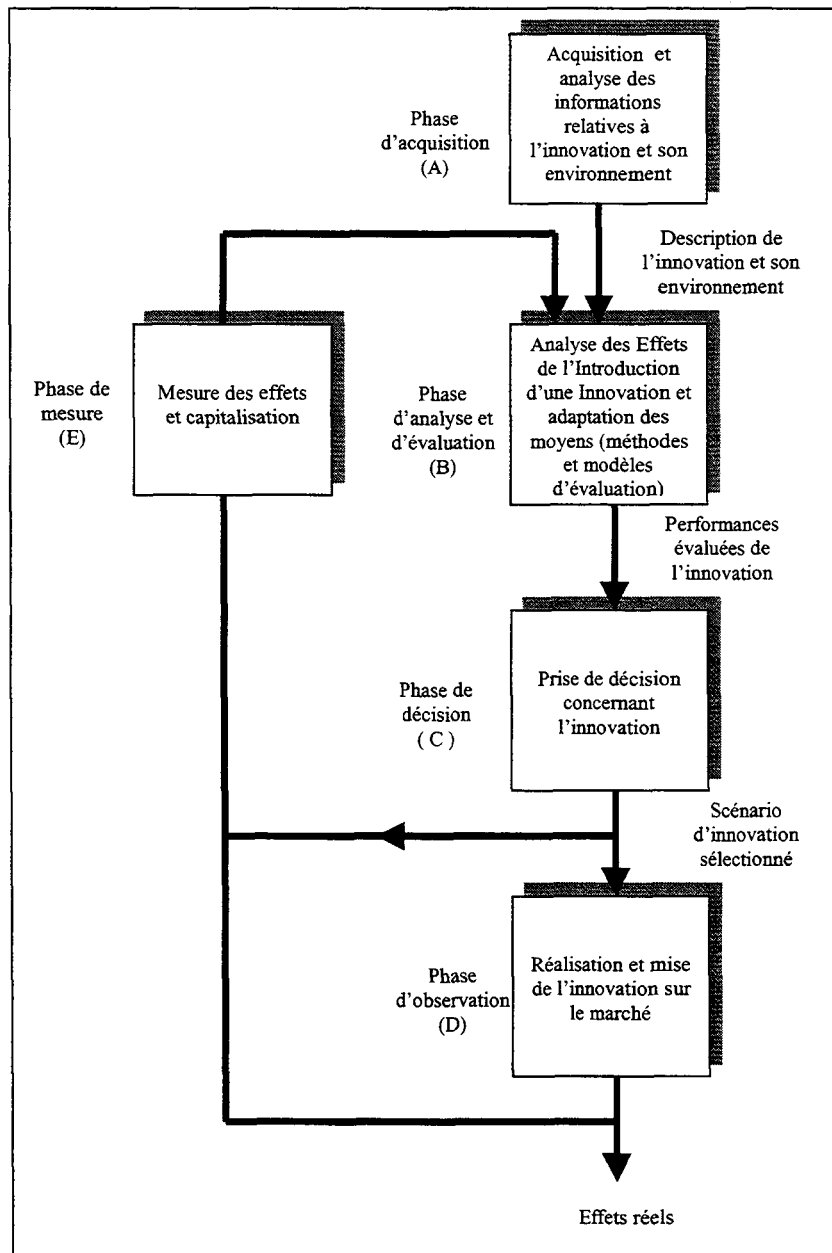 Acquisition et
analyse des
informations
relatives à
l'innovation et son
environnement
Phase
d'acquisition
(A)
Description de
l'innovation et son
environnement
Phase de
mesure
(E)
Mesure des effets
et capitalisation
Phase
d'analyse et
d'évaluation
(B)
Analyse des Effets
de l'Introduction
d'une Innovation et
adaptation des
moyens (méthodes
et modèles
d'évaluation)
Performances
évaluées de
l'innovation
Phase de
décision
( C )
Prise de décision
concernant
l'innovation
Scénario
d'innovation
sélectionné
Phase
d'observation
(D)
Réalisation et mise
de l'innovation sur
le marché
Effets réels